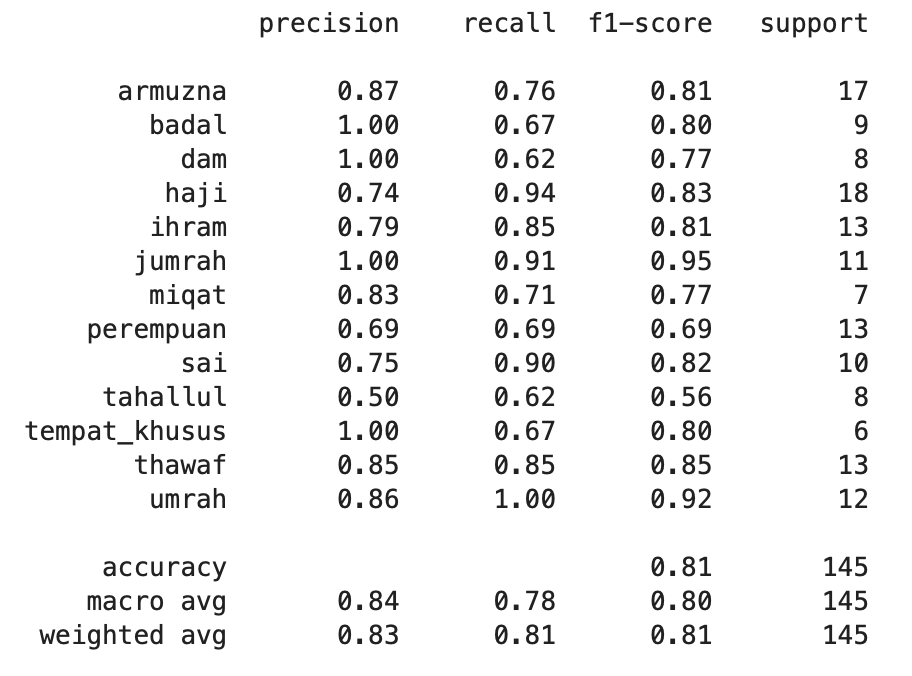 precision recall f1-score support
armuzna 0.87 0.76 0.81 17
badal 1.00 0.67 0.80 9
dam 1.00 0.62 0.77 8
haji 0.74 0.94 0.83 18
ihram 0.79 0.85 0.81 13
jumrah 1.00 0.91 0.95 11
miqat 0.83 0.71 0.77 7
perempuan 0.69 0.69 0.69 13
sai 0.75 0.90 0.82 10
tahallul 0.50 0.62 0.56 8
tempat_khusus 1.00 0.67 0.80 6
thawaf 0.85 0.85 0.85 13
umrah 0.86 1.00 0.92 12
accuracy 0.81 145
macro avg 0.84 0.78 0.80 145
weighted avg 0.83 0.81 0.81 145